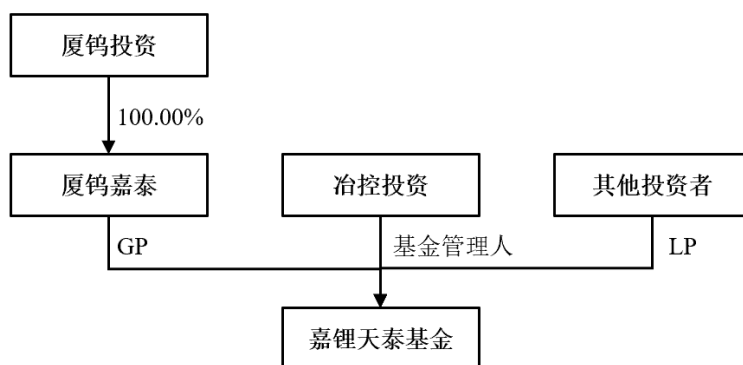 厦钨投资
100.00%
厦钨嘉泰
冶控投资
其他投资者
GP
基金管理人
LP
嘉锂天泰基金